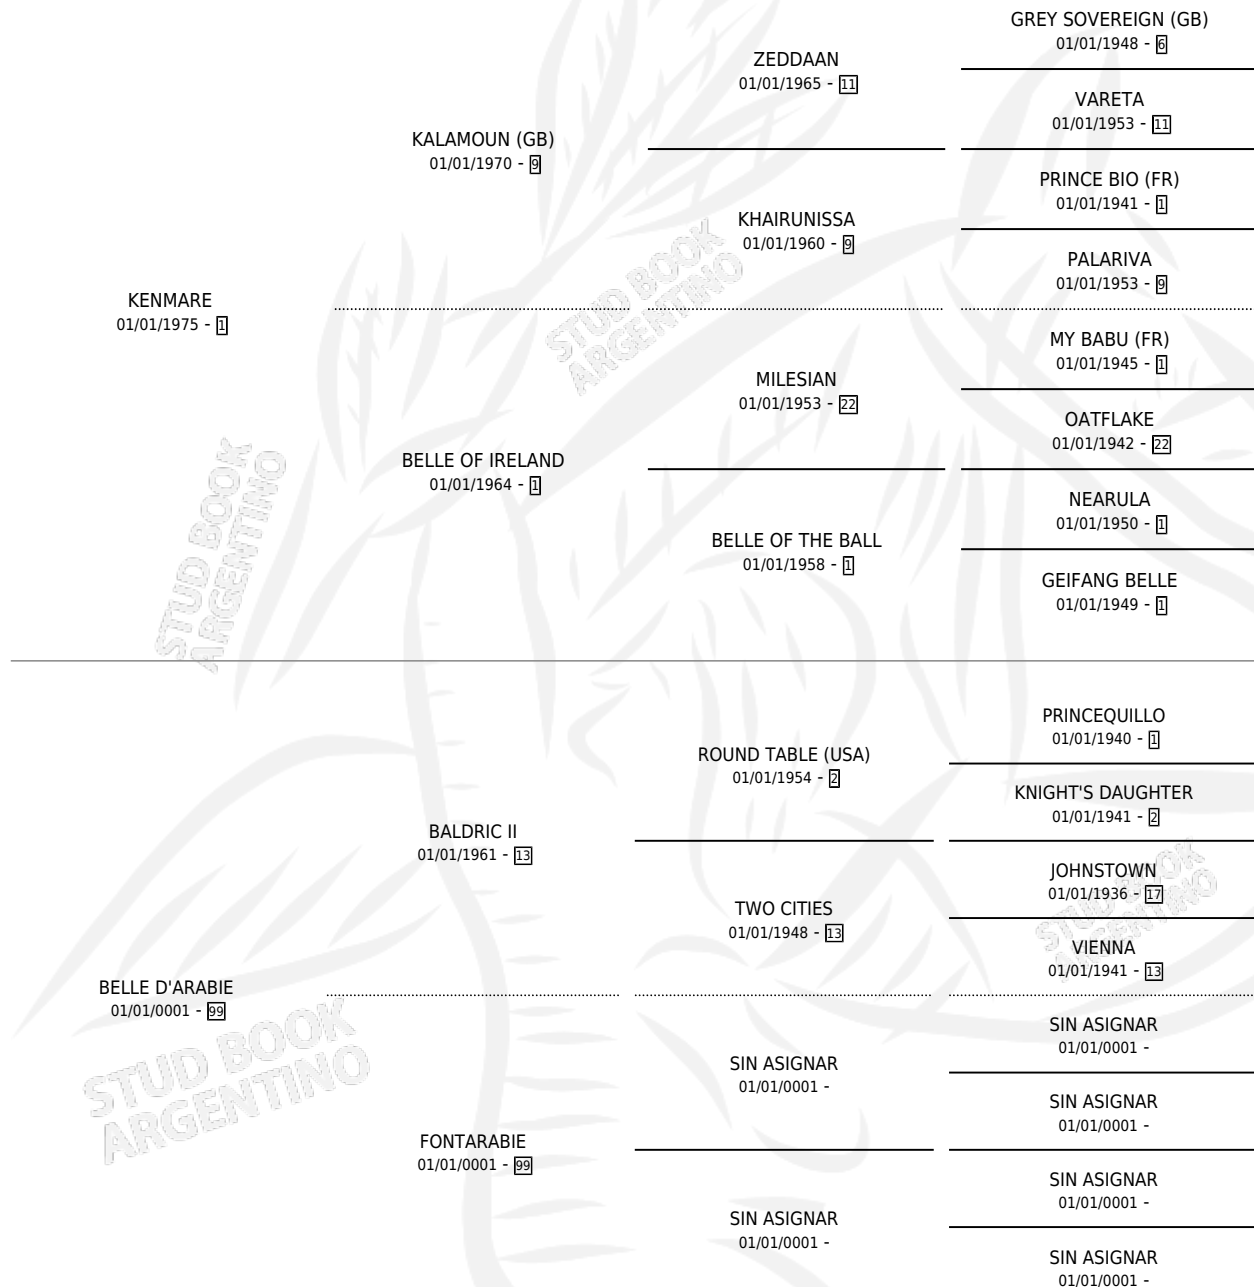 GREY SOVEREIGN (GB)
01/01/1948 - 6
ZEDDAAN
01/01/1965 - 11
VARETA
01/01/1953 - 11
KALAMOUN (GB)
01/01/1970 - 9
PRINCE BIO (FR)
01/01/1941 - 1
KHAIRUNISSA
01/01/1960 - 9
PALARIVA
01/01/1953 - 9
KENMARE
01/01/1975 - 1
MY BABU (FR)
01/01/1945 - 1
MILESIAN
01/01/1953 - 22
OATFLAKE
01/01/1942 - 22
BELLE OF IRELAND
01/01/1964 - 1
NEARULA
01/01/1950 - 1
BELLE OF THE BALL
01/01/1958 - 1
GEIFANG BELLE
01/01/1949 - 1
PRINCEQUILLO
01/01/1940 - 1
ROUND TABLE (USA)
01/01/1954 - 2
KNIGHT'S DAUGHTER
01/01/1941 - 2
BALDRIC II
01/01/1961 - 13
JOHNSTOWN
01/01/1936 - 17
TWO CITIES
01/01/1948 - 13
VIENNA
01/01/1941 - 13
BELLE D'ARABIE
01/01/0001 - 99
SIN ASIGNAR
01/01/0001 -
SIN ASIGNAR
01/01/0001 -
SIN ASIGNAR
01/01/0001 -
FONTARABIE
01/01/0001 - 99
SIN ASIGNAR
01/01/0001 -
SIN ASIGNAR
01/01/0001 -
SIN ASIGNAR
01/01/0001 -
STUD BOOK
ARGENTINO
STUD BOOK
ARGENTINO
STUD BOOK
ARGENTINO
STUD BOOK
ARGENTINO